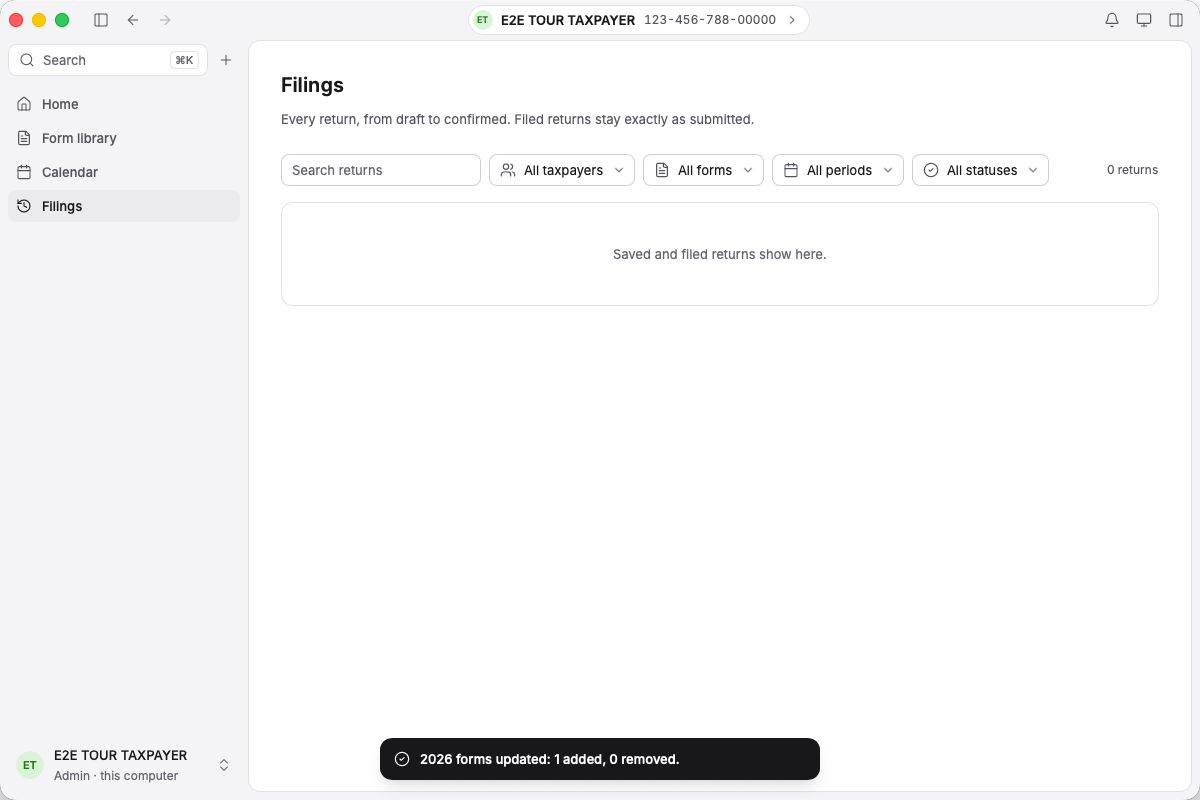 ET E2E TOUR TAXPAYER 123-456-788-00000
Search ⌘K
Home
Form library
Calendar
Filings
Filings
Every return, from draft to confirmed. Filed returns stay exactly as submitted.
Search returns All taxpayers All forms All periods All statuses 0 returns
Saved and filed returns show here.
ET E2E TOUR TAXPAYER
Admin · this computer
2026 forms updated: 1 added, 0 removed.